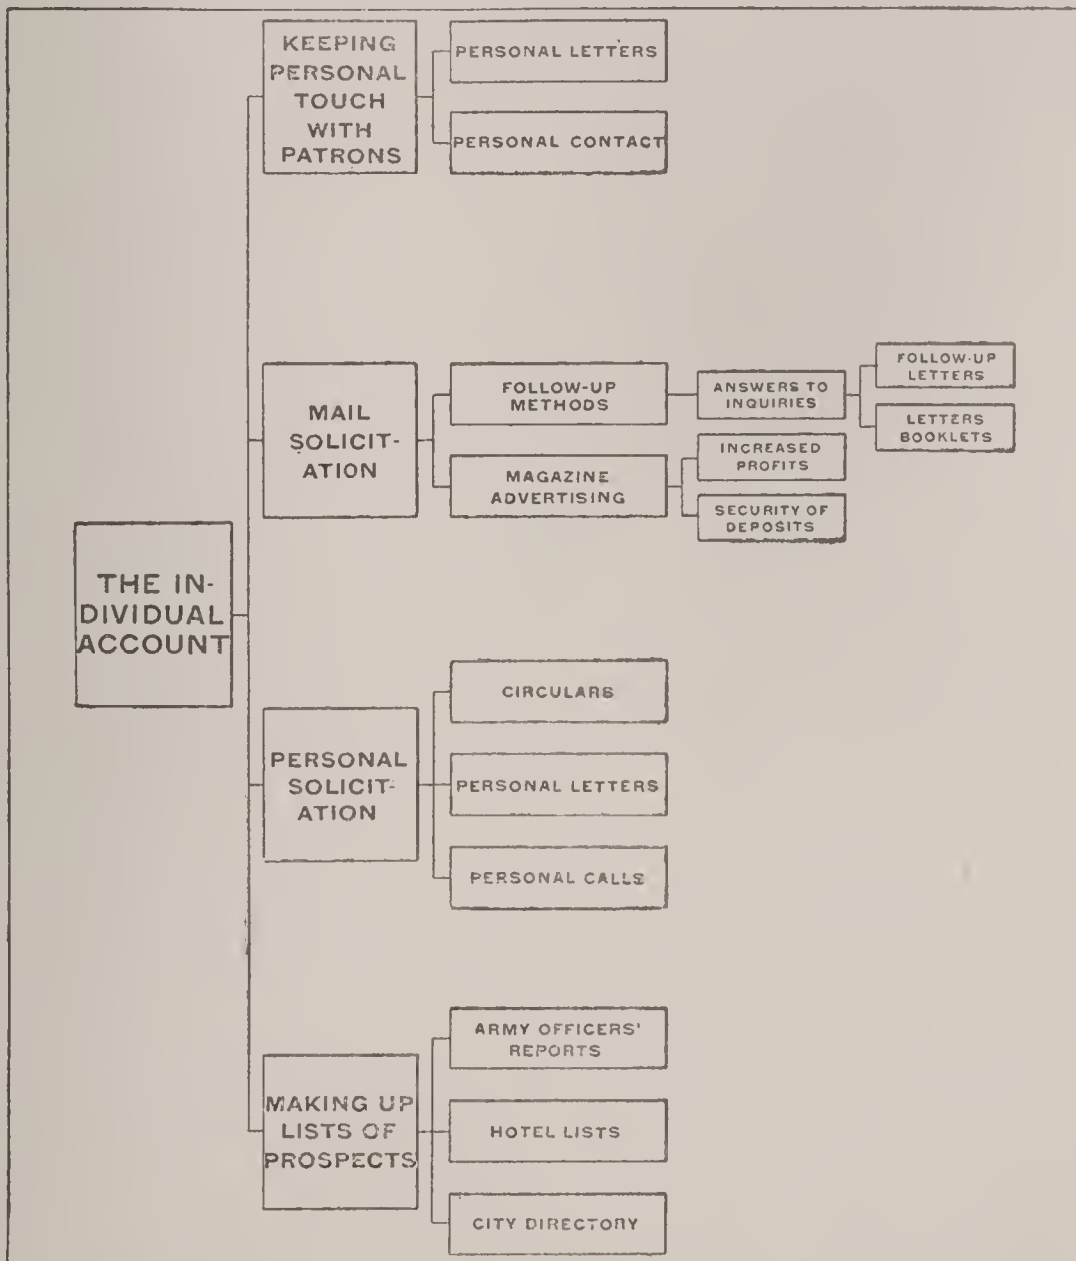 KEEPING
PERSONAL
TOUCH
WITH
PATRONS
PERSONAL LETTERS
PERSONAL CONTACT
MAIL
SOLICIT-
ATION
FOLLOW-UP
METHODS
ANSWERS TO
INQUIRIES
FOLLOW-UP
LETTERS
LETTERS
BOOKLETS
MAGAZINE
ADVERTISING
INCREASED
PROFITS
SECURITY OF
DEPOSITS
THE IN-
DIVIDUAL
ACCOUNT
PERSONAL
SOLICIT-
ATION
CIRCULARS
PERSONAL LETTERS
PERSONAL CALLS
MAKING UP
LISTS OF
PROSPECTS
ARMY OFFICERS'
REPORTS
HOTEL LISTS
CITY DIRECTORY